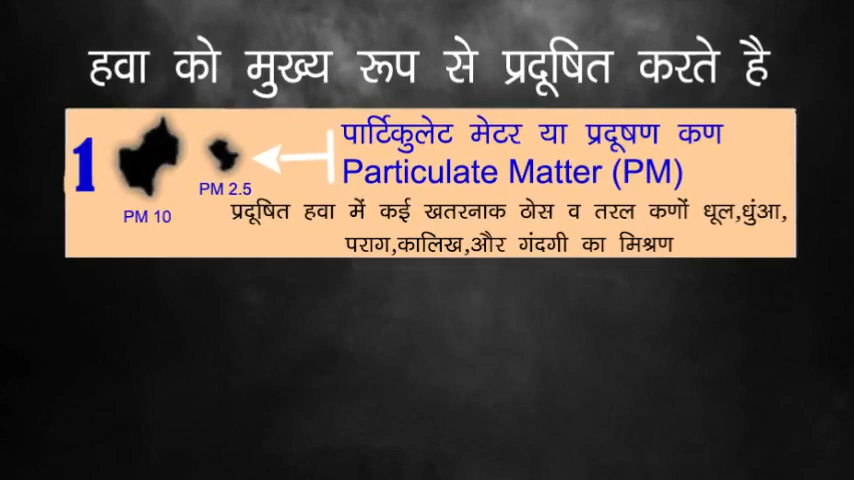 हवा को मुख्य रूप से प्रदूषित करते है
1
पार्टिकुलेट मेटर या प्रदूषण कण
Particulate Matter (PM)
PM 2.5
PM 10
प्रदूषित हवा में कई खतरनाक ठोस व तरल कणों धूल,धुंआ,
पराग,कालिख,और गंदगी का मिश्रण